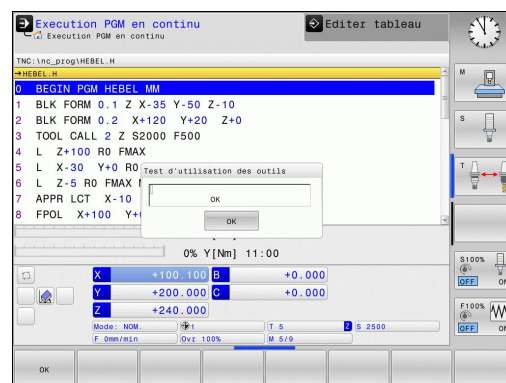 Execution PGM en continu
Execution PGM en continu
Editer tableau
TNC:\nc_prog\HEBEL.H
→HEBEL.H
0 BEGIN PGM HEBEL MM
1 BLK FORM 0.1 Z X-35 Y-50 Z-10
2 BLK FORM 0.2 X+120 Y+20 Z+0
3 TOOL CALL 2 Z S2000 F500
4 L Z+100 R0 FMAX
5 L X-30 Y+0 R0
6 L Z-5 R0 FMAX
7 APPR LCT X-10
8 FPOL X+100
Test d'utilisation des outils
OK
OK
0% Y[Nm] 11:00
X +100.100 B +0.000
Y +200.000 C +0.000
Z +240.000
Mode: NOM. 1 T 5 Z S 2500
F 0mm/min Ovr 100% M 5/9
OK
M
S
T
S100%
OFF ON
F100%
OFF ON